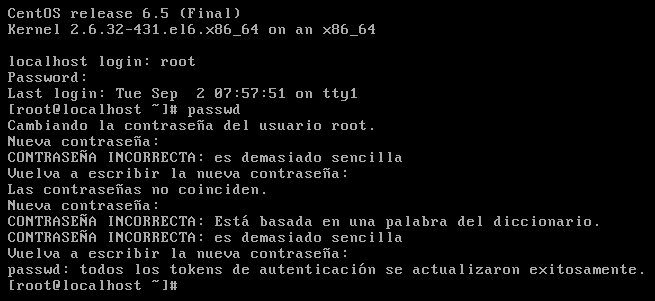 CentOS release 6.5 (Final)
Kernel 2.6.32-431.el6.x86_64 on an x86_64
localhost login: root
Password:
Last login: Tue Sep  2 07:57:51 on tty1
[root@localhost ~]# passwd
Cambiando la contraseña del usuario root.
Nueva contraseña:
CONTRASEÑA INCORRECTA: es demasiado sencilla
Vuelva a escribir la nueva contraseña:
Las contraseñas no coinciden.
Nueva contraseña:
CONTRASEÑA INCORRECTA: Está basada en una palabra del diccionario.
CONTRASEÑA INCORRECTA: es demasiado sencilla
Vuelva a escribir la nueva contraseña:
passwd: todos los tokens de autenticación se actualizaron exitosamente.
[root@localhost ~]#